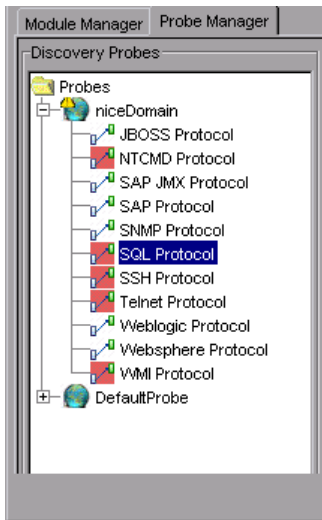 Module Manager Probe Manager
Discovery Probes
Probes
niceDomain
JBOSS Protocol
NTCMD Protocol
SAP JMX Protocol
SAP Protocol
SNMP Protocol
SQL Protocol
SSH Protocol
Telnet Protocol
Weblogic Protocol
Websphere Protocol
WMI Protocol
DefaultProbe